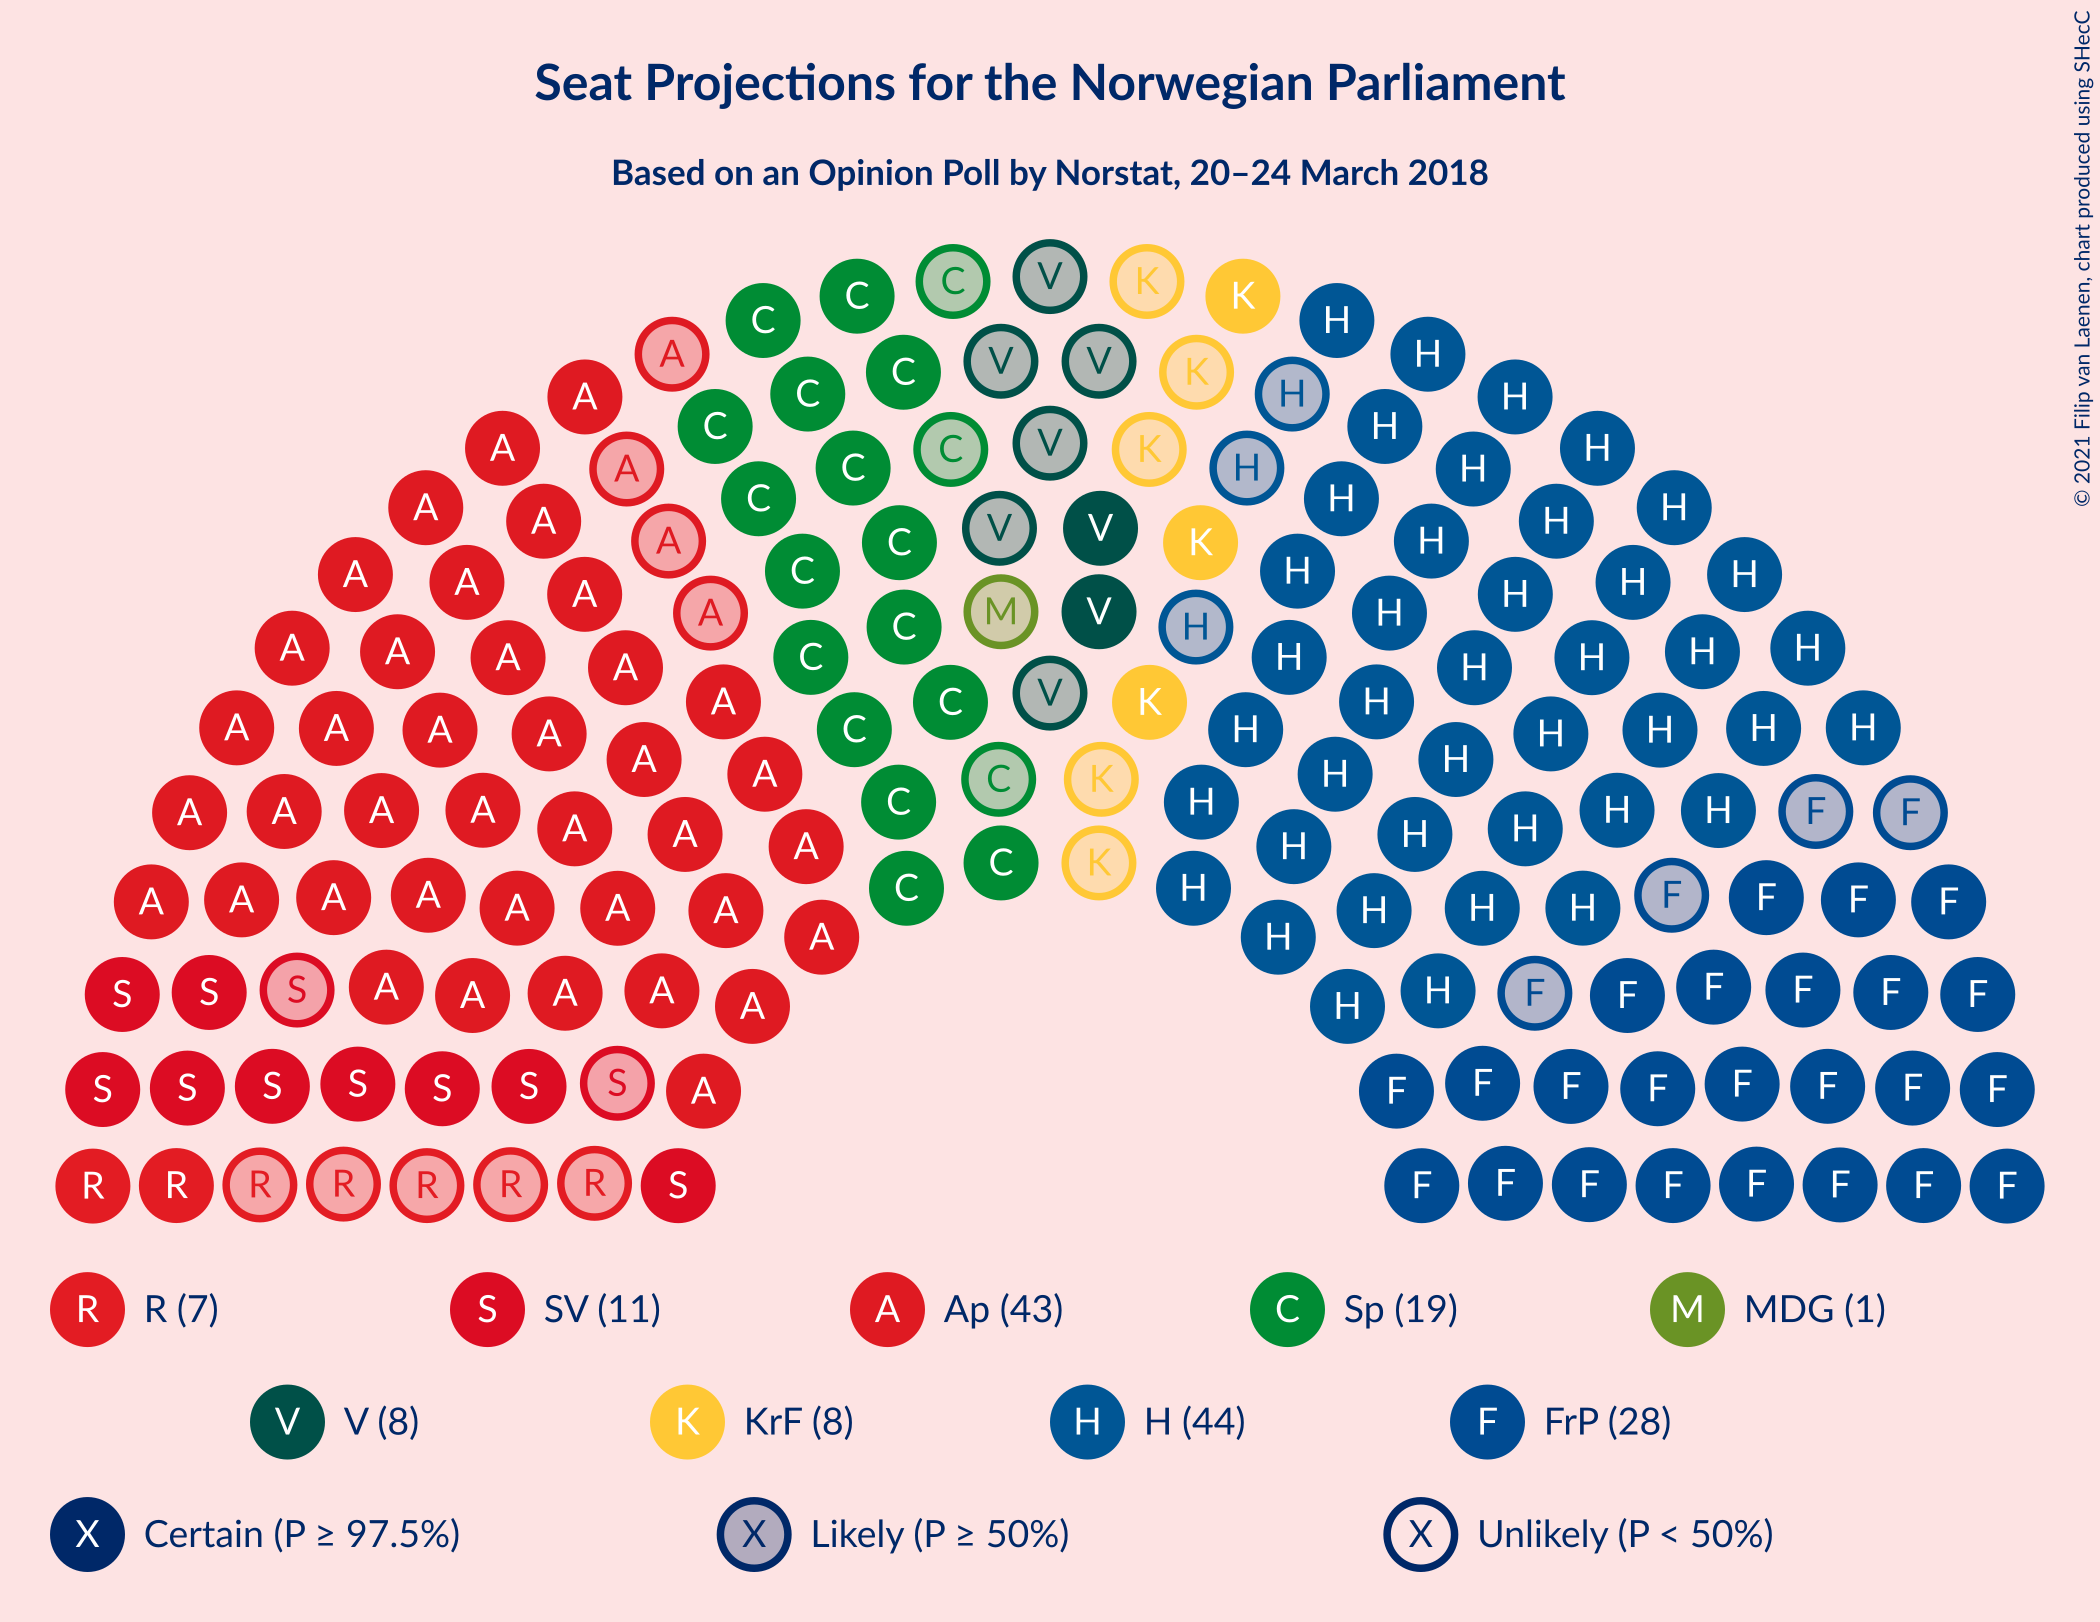 Seat Projections for the Norwegian Parliament
Based on an Opinion Poll by Norstat, 20–24 March 2018
© 2021 Filip van Laenen, chart produced using SHecC
C V K
C K
C H
A H
C C V V K H
A H
C H
A H
C C V K H
A H
A H
C H
A H
C V V K
A H
A H
C H
A H
C M V H
A H
C H
A H
A H
A H
C V K
A H
A H
A H
C H
A H
A H
A H
C K
A H
C H
A H
A F
A H
A H
C K
C H
A F
A F
A H
A H
A H
S F
S A A A A A H H F F F F F F
S
S S S S S S S A F F F F F F F F
R R R R R R R S F F F F F F F F
R R (7) S SV (11) A Ap (43) C Sp (19) M MDG (1)
V V (8) K KrF (8) H H (44) F FrP (28)
X Certain (P ≥ 97.5%) X Likely (P ≥ 50%) X Unlikely (P < 50%)